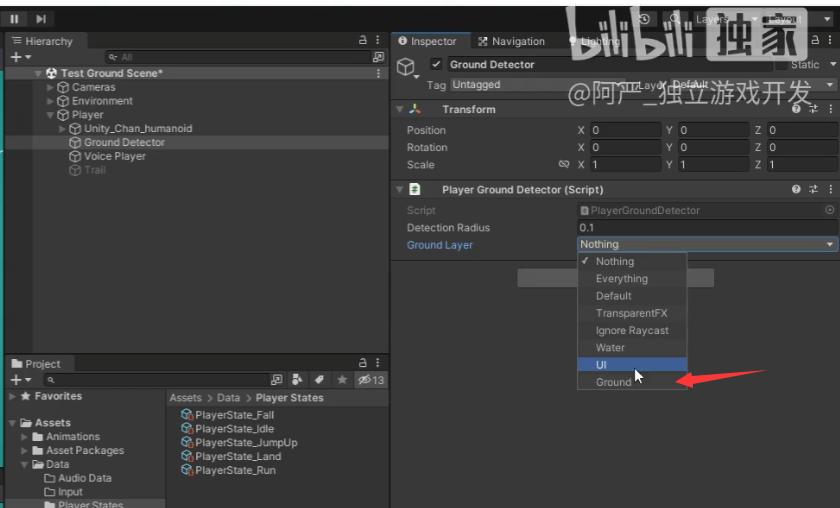 Layers
Layout
bilibili 独家
@阿严_独立游戏开发
Hierarchy
All
Test Ground Scene*
Cameras
Environment
Player
Unity_Chan_humanoid
Ground Detector
Voice Player
Trail
Inspector
Navigation
Lighting
Ground Detector
Static
Tag Untagged
Layer Default
Transform
Position X 0 Y 0 Z 0
Rotation X 0 Y 0 Z 0
Scale X 1 Y 1 Z 1
Player Ground Detector (Script)
Script PlayerGroundDetector
Detection Radius 0.1
Ground Layer Nothing
✓ Nothing
Everything
Default
TransparentFX
Ignore Raycast
Water
UI
Ground
Project
13
Favorites
Assets
Animations
Asset Packages
Data
Audio Data
Input
Player States
Assets > Data > Player States
PlayerState_Fall
PlayerState_Idle
PlayerState_JumpUp
PlayerState_Land
PlayerState_Run